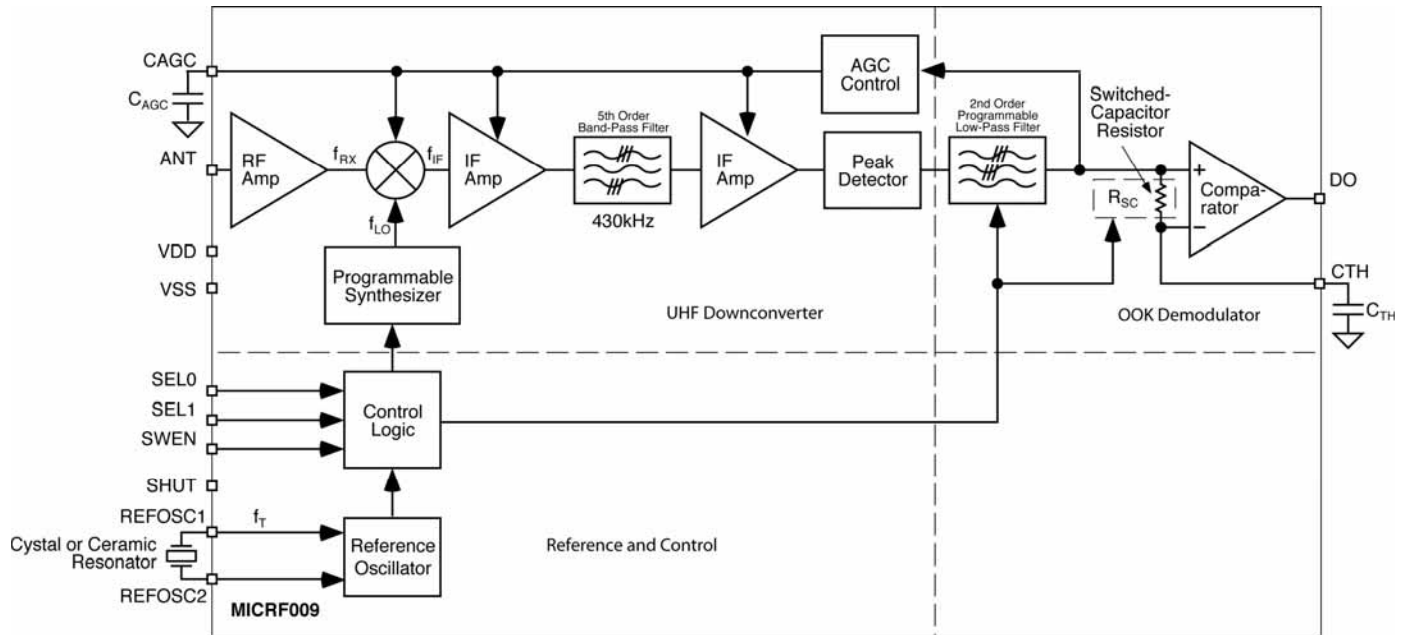 CAGC
C_AGC
AGC
Control
ANT
RF
Amp
f_RX
f_IF
IF
Amp
5th Order
Band-Pass Filter
430kHz
IF
Amp
Peak
Detector
2nd Order
Programmable
Low-Pass Filter
Switched-
Capacitor
Resistor
R_SC
+
−
Compa-
rator
DO
f_LO
VDD
VSS
Programmable
Synthesizer
UHF Downconverter
OOK Demodulator
CTH
C_TH
SEL0
SEL1
SWEN
Control
Logic
SHUT
REFOSC1
f_T
Cystal or Ceramic
Resonator
Reference
Oscillator
REFOSC2
Reference and Control
MICRF009